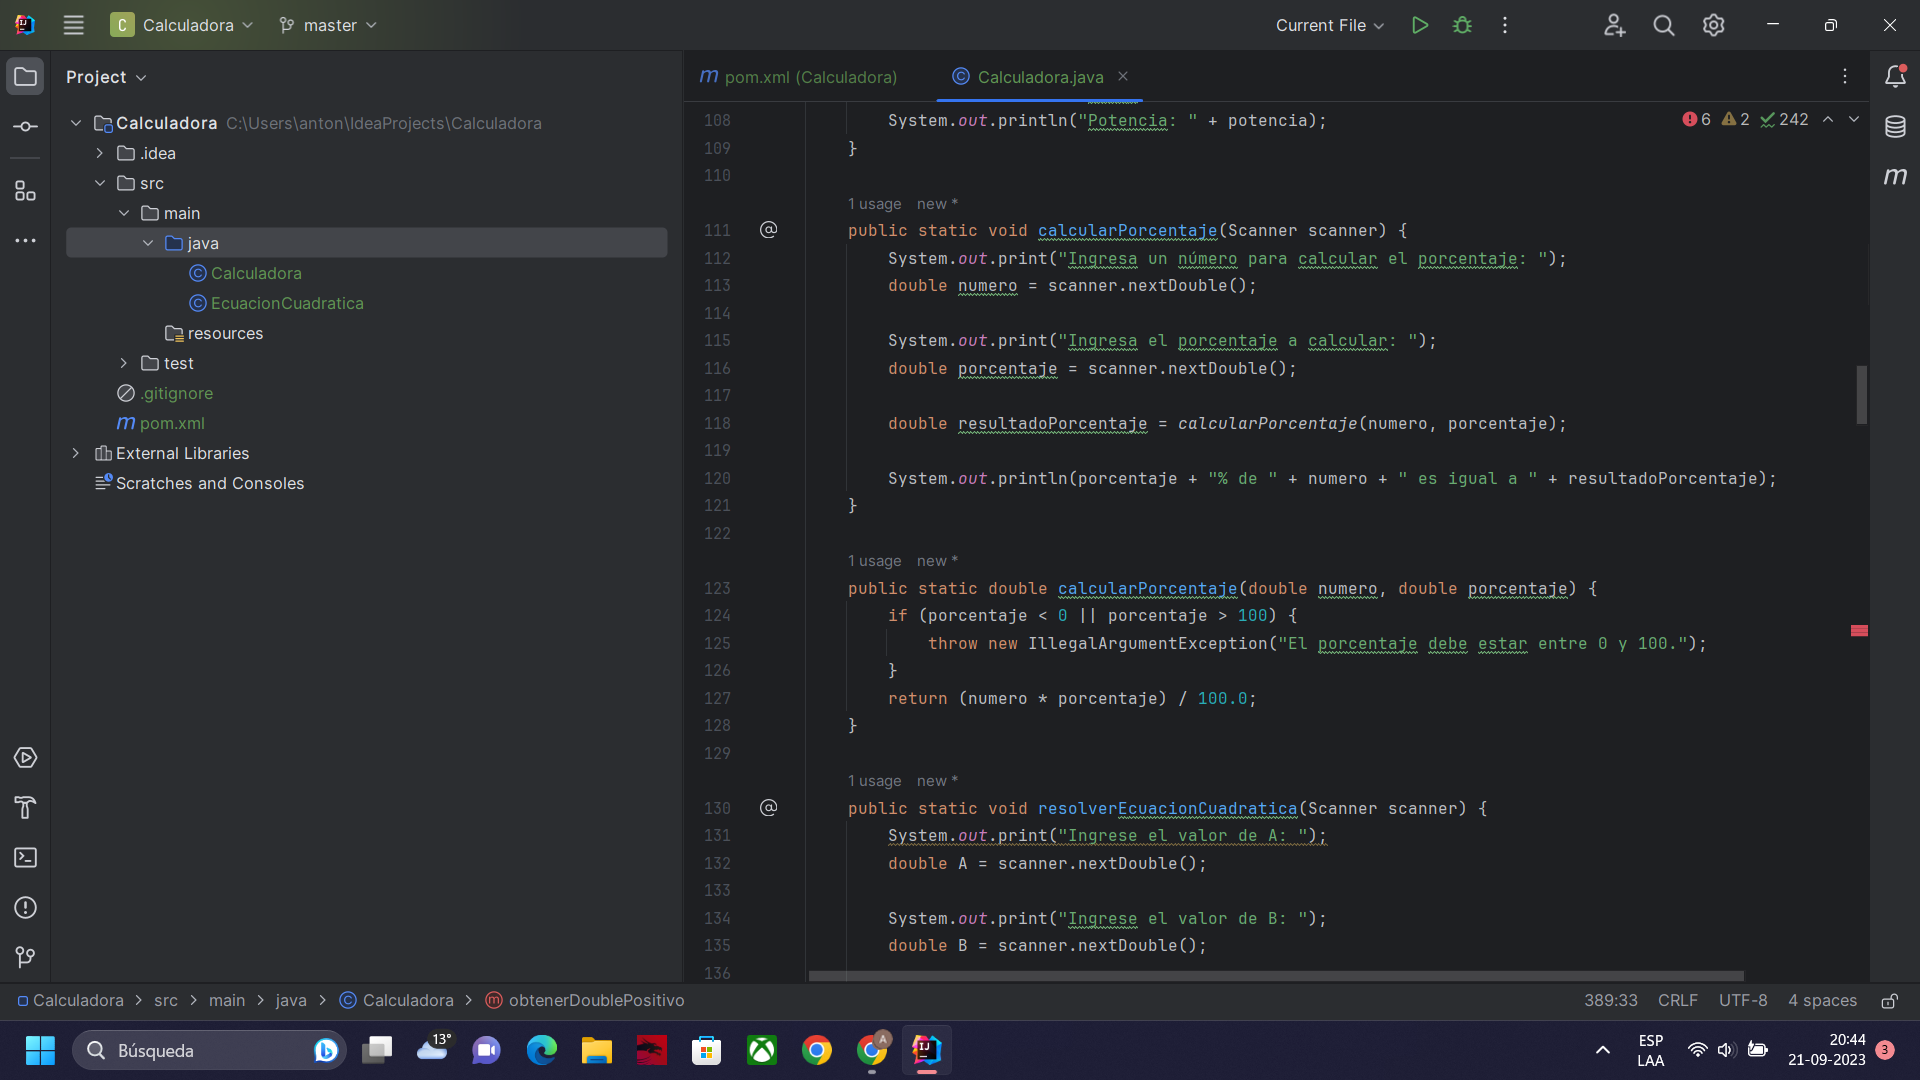 Calculadora master Current File
Project
Calculadora C:\Users\anton\IdeaProjects\Calculadora
.idea
src
main
java
Calculadora
EcuacionCuadratica
resources
test
.gitignore
pom.xml
External Libraries
Scratches and Consoles
pom.xml (Calculadora) Calculadora.java
6 2 242
108 System.out.println("Potencia: " + potencia);
109 }
110
1 usage new *
111 public static void calcularPorcentaje(Scanner scanner) {
112 System.out.print("Ingresa un número para calcular el porcentaje: ");
113 double numero = scanner.nextDouble();
114
115 System.out.print("Ingresa el porcentaje a calcular: ");
116 double porcentaje = scanner.nextDouble();
117
118 double resultadoPorcentaje = calcularPorcentaje(numero, porcentaje);
119
120 System.out.println(porcentaje + "% de " + numero + " es igual a " + resultadoPorcentaje);
121 }
122
1 usage new *
123 public static double calcularPorcentaje(double numero, double porcentaje) {
124 if (porcentaje < 0 || porcentaje > 100) {
125 throw new IllegalArgumentException("El porcentaje debe estar entre 0 y 100.");
126 }
127 return (numero * porcentaje) / 100.0;
128 }
129
1 usage new *
130 public static void resolverEcuacionCuadratica(Scanner scanner) {
131 System.out.print("Ingrese el valor de A: ");
132 double A = scanner.nextDouble();
133
134 System.out.print("Ingrese el valor de B: ");
135 double B = scanner.nextDouble();
136
Calculadora > src > main > java > Calculadora > obtenerDoublePositivo
389:33 CRLF UTF-8 4 spaces
Búsqueda
13°
ESP
LAA
20:44
21-09-2023
3